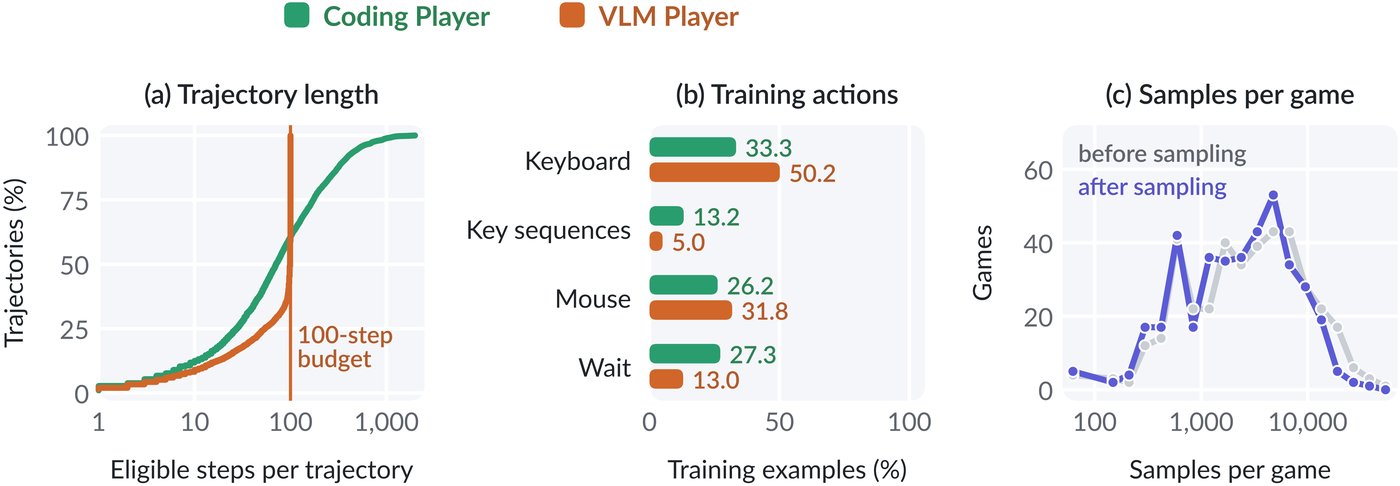 Coding Player
VLM Player
(a) Trajectory length
Trajectories (%)
100
75
50
25
0
100-step
budget
1
10
100
1,000
Eligible steps per trajectory
(b) Training actions
Keyboard
33.3
50.2
Key sequences
13.2
5.0
Mouse
26.2
31.8
Wait
27.3
13.0
0
50
100
Training examples (%)
(c) Samples per game
Games
before sampling
after sampling
60
40
20
0
100
1,000
10,000
Samples per game